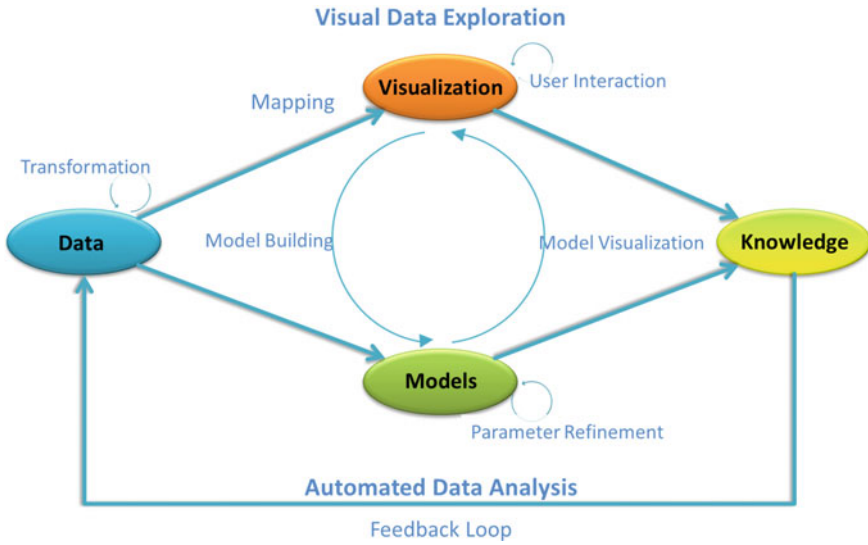 Visual Data Exploration
Visualization
User Interaction
Mapping
Transformation
Data
Model Building
Model Visualization
Knowledge
Models
Parameter Refinement
Automated Data Analysis
Feedback Loop